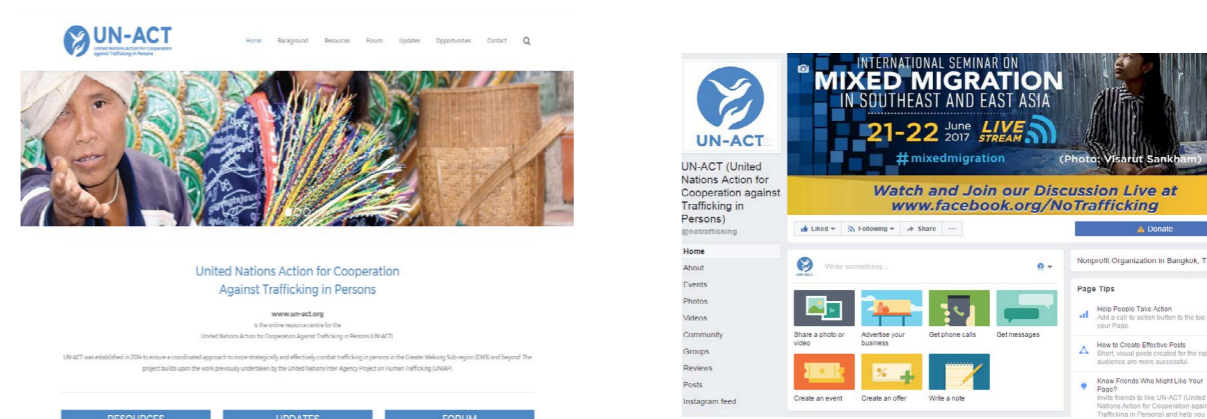 UN-ACT
United Nations Action for Cooperation
against Trafficking in Persons
Home Background Resources Forum Updates Opportunities Contact
United Nations Action for Cooperation
Against Trafficking in Persons
www.un-act.org
is the online resource centre for the
United Nations Action for Cooperation Against Trafficking in Persons (UN-ACT)
UN-ACT was established in 2014 to ensure a coordinated approach to more strategically and effectively combat trafficking in persons in the Greater Mekong Sub-region (GMS) and beyond. The
project builds upon the work previously undertaken by the United Nations Inter Agency Project on Human Trafficking (UNIAP).
RESOURCES UPDATES FORUM
UN-ACT
UN-ACT (United
Nations Action for
Cooperation against
Trafficking in
Persons)
@notrafficking
Home
About
Events
Photos
Videos
Community
Groups
Reviews
Posts
Instagram feed
INTERNATIONAL SEMINAR ON
MIXED MIGRATION
IN SOUTHEAST AND EAST ASIA
21-22 June 2017 LIVE STREAM
#mixedmigration
(Photo: Visarut Sankham)
Watch and Join our Discussion Live at
www.facebook.org/NoTrafficking
Liked Following Share ...
Donate
Write something...
UN-ACT
Share a photo or video
Advertise your business
Get phone calls
Get messages
Create an event
Create an offer
Write a note
Nonprofit Organization in Bangkok, T
Page Tips
Help People Take Action
Add a call to action button to the top
your Page.
How to Create Effective Posts
Short, visual posts created for the rig
audience are more successful.
Know Friends Who Might Like Your
Page?
Invite friends to like UN-ACT (United
Nations Action for Cooperation again
Trafficking in Persons) and help you